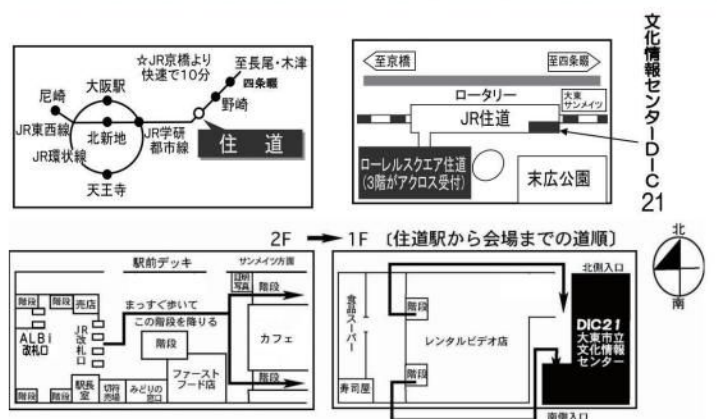 ☆JR京橋より
快速で10分
至長尾・木津
四条畷
野崎
大阪駅
尼崎
北新地
JR東西線
JR環状線
JR学研
都市線
住 道
天王寺
至京橋
至四条畷
ロータリー
大東
サンメイツ
JR住道
ローレルスクエア住道
(3階がアクロス受付)
末広公園
文化情報センターDIC21
2F → 1F 〔住道駅から会場までの道順〕
北
南
駅前デッキ
サンメイツ方面
証明
写真
階段
階段
階段
売店
まっすぐ歩いて
この階段を降りる
ALBi
改札口
JR
改札口
階段
カフェ
ファースト
フード店
階段
階段
階段
駅長
室
切符
売場
みどりの
窓口
北側入口
食品スーパー
階段
レンタルビデオ店
DIC21
大東市立
文化情報
センター
寿司屋
階段
南側入口